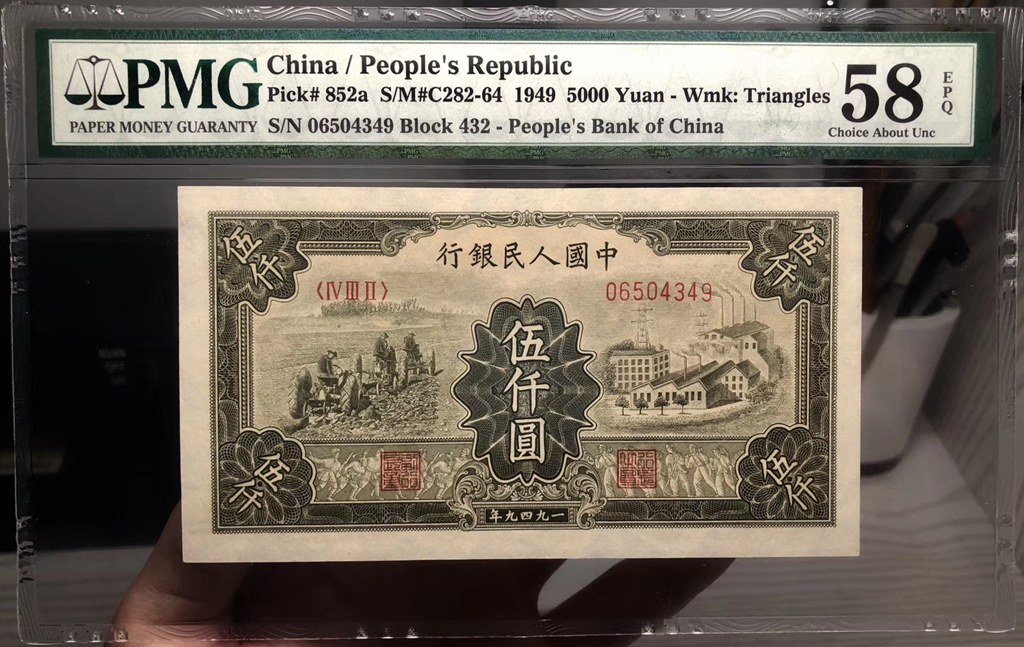 PMG
PAPER MONEY GUARANTY
China / People's Republic
Pick# 852a S/M#C282-64 1949 5000 Yuan - Wmk: Triangles
S/N 06504349 Block 432 - People's Bank of China
58
EPQ
Choice About Unc
行銀民人國中
伍仟
伍仟
〈IV III II〉
06504349
伍仟圓
伍仟
伍仟
年九四九一